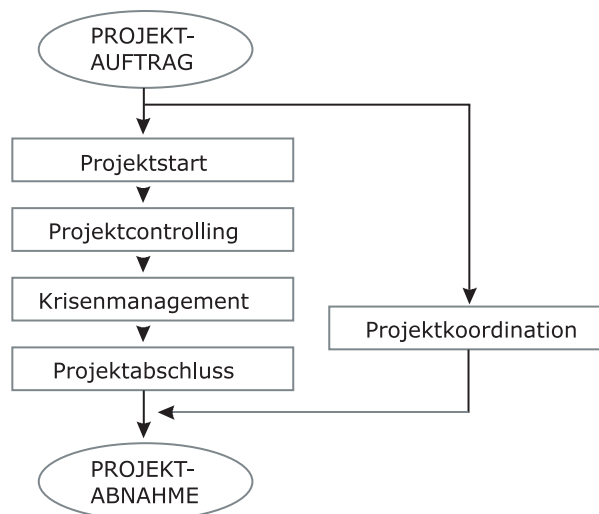 PROJEKT-
AUFTRAG
Projektstart
Projektcontrolling
Krisenmanagement
Projektkoordination
Projektabschluss
PROJEKT-
ABNAHME